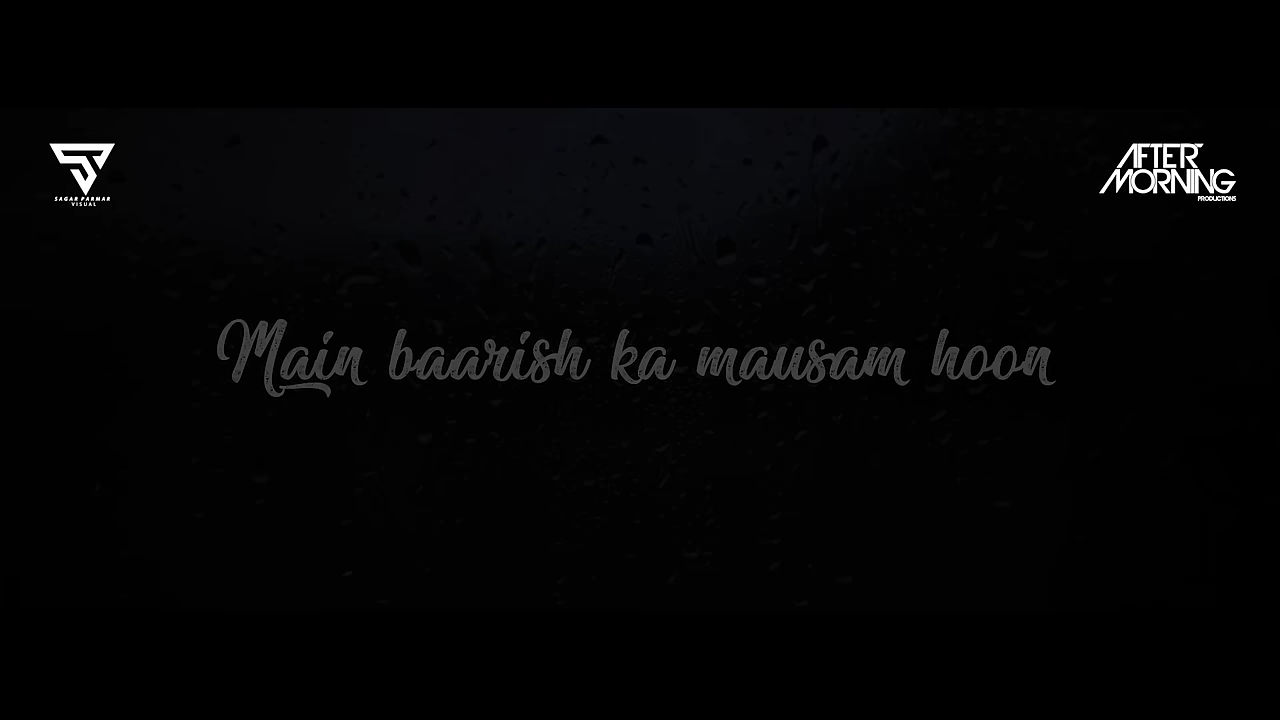 SAGAR PARMAR
VISUAL
AFTER
MORNING
PRODUCTIONS
Main baarish ka mausam hoon